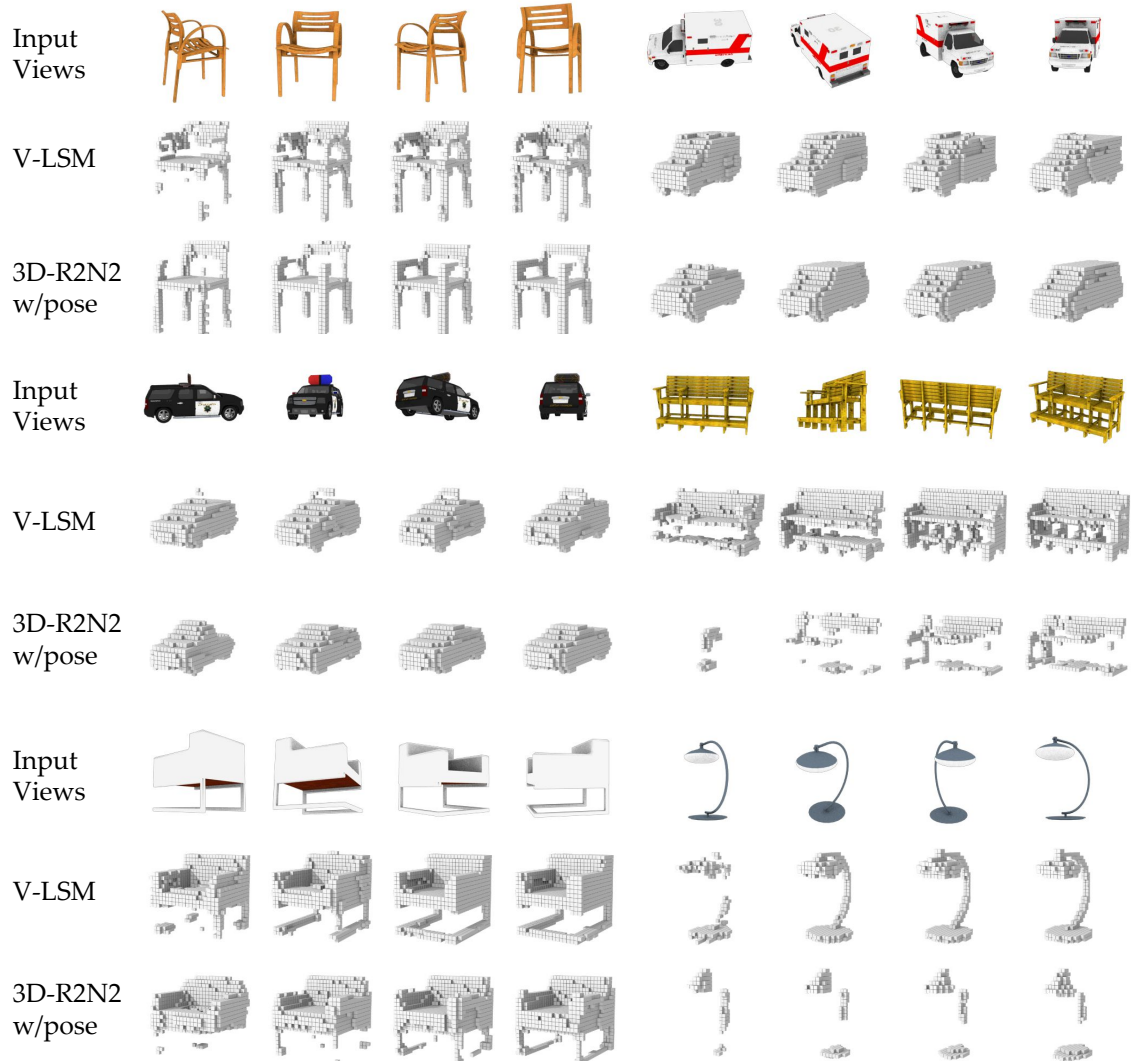 Input
Views
V-LSM
3D-R2N2
w/pose
Input
Views
V-LSM
3D-R2N2
w/pose
Input
Views
V-LSM
3D-R2N2
w/pose